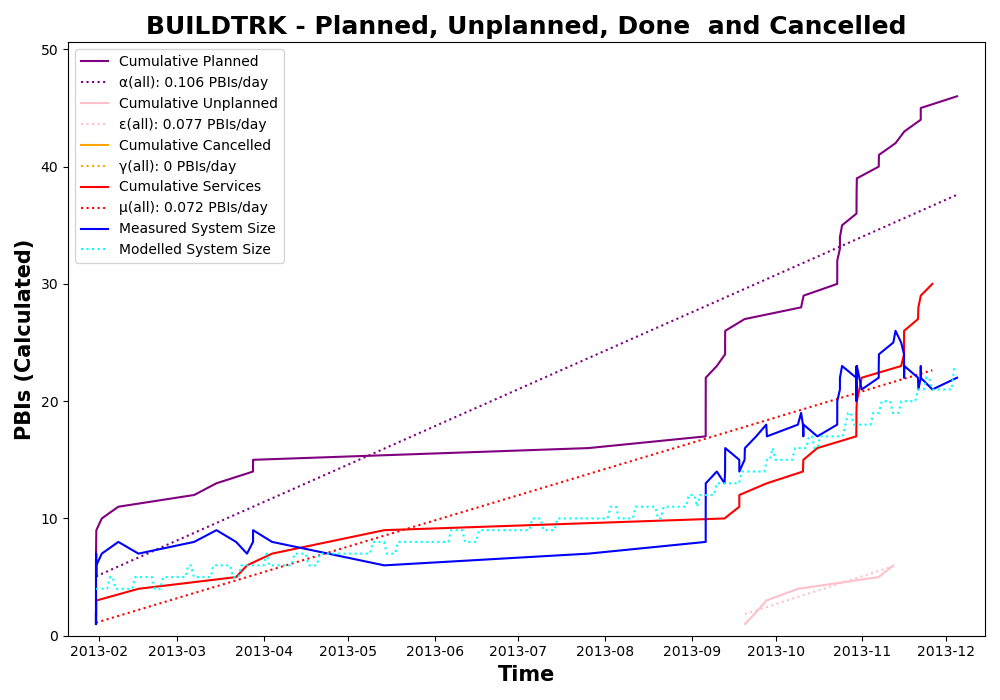 BUILDTRK - Planned, Unplanned, Done  and Cancelled
PBIs (Calculated)
50
40
30
20
10
0
Cumulative Planned
α(all): 0.106 PBIs/day
Cumulative Unplanned
ε(all): 0.077 PBIs/day
Cumulative Cancelled
γ(all): 0 PBIs/day
Cumulative Services
μ(all): 0.072 PBIs/day
Measured System Size
Modelled System Size
2013-02 2013-03 2013-04 2013-05 2013-06 2013-07 2013-08 2013-09 2013-10 2013-11 2013-12
Time